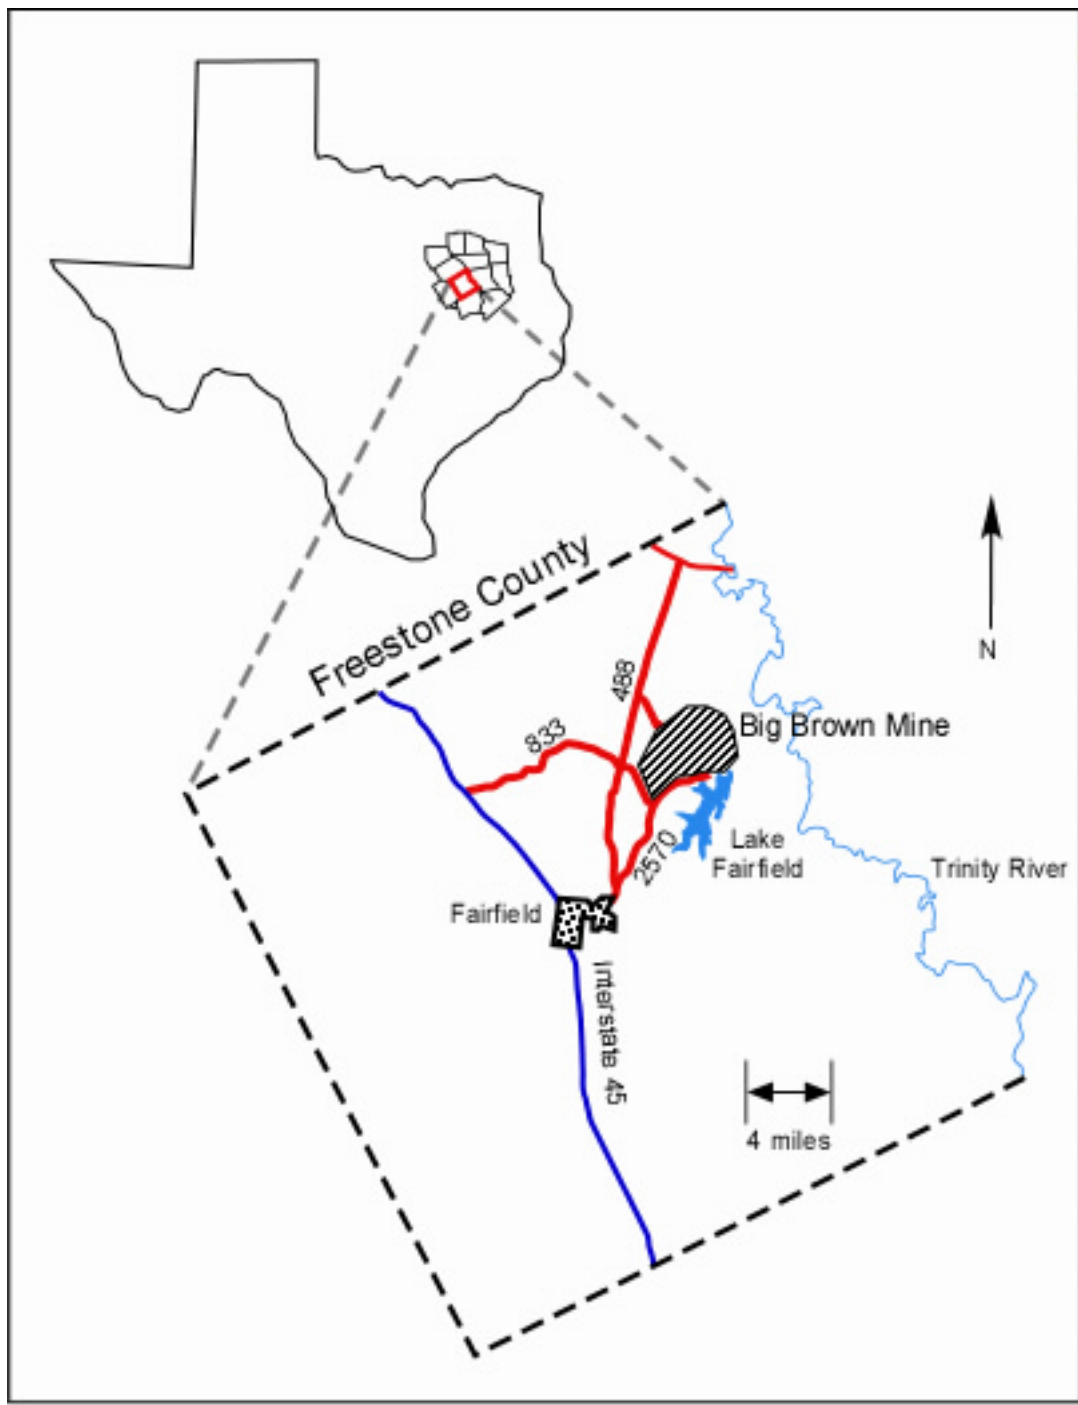 Freestone County
N
488
833
Big Brown Mine
2570
Lake
Fairfield
Trinity River
Fairfield
Interstate 45
4 miles